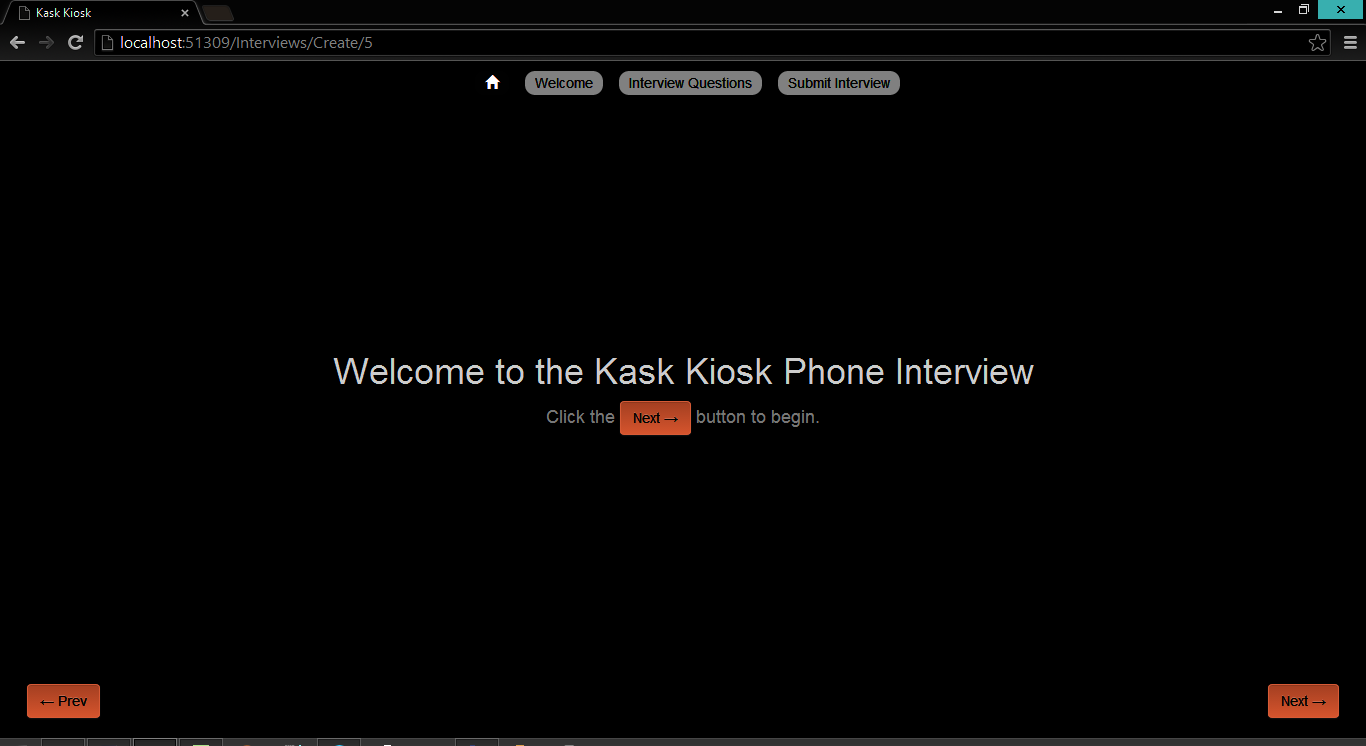 Kask Kiosk
localhost:51309/Interviews/Create/5
Welcome Interview Questions Submit Interview
Welcome to the Kask Kiosk Phone Interview
Click the Next → button to begin.
← Prev Next →